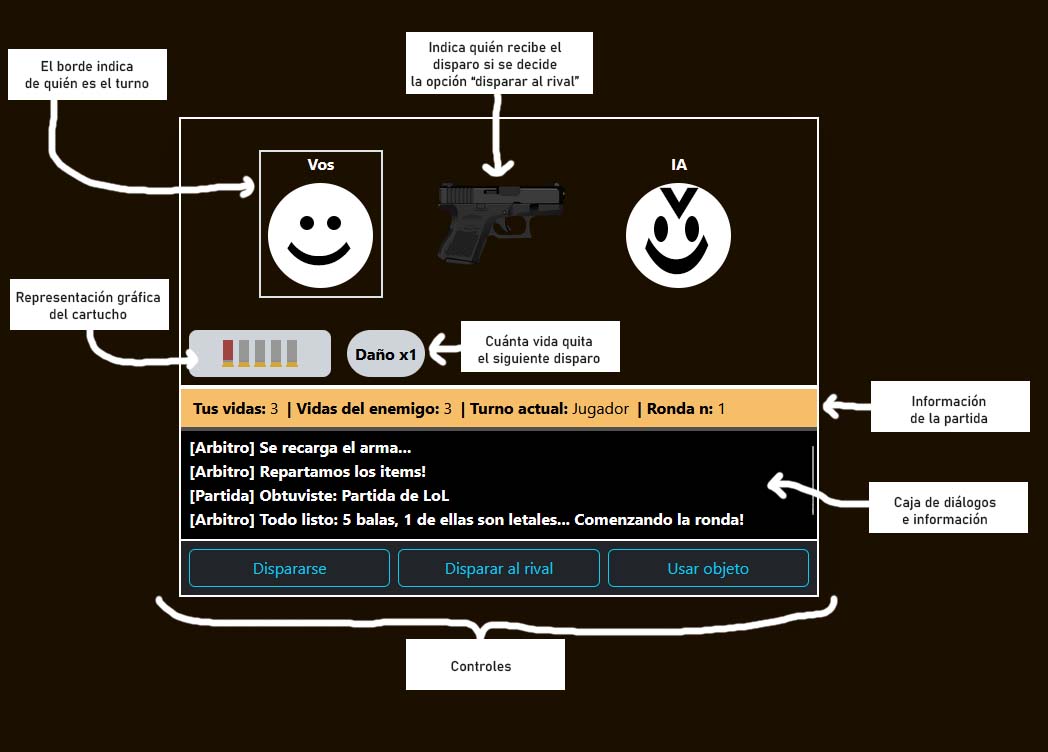 Indica quién recibe el
disparo si se decide
la opción “disparar al rival”
El borde indica
de quién es el turno
Vos
IA
Representación gráfica
del cartucho
Daño x1
Cuánta vida quita
el siguiente disparo
Tus vidas: 3 | Vidas del enemigo: 3 | Turno actual: Jugador | Ronda n: 1
Información
de la partida
[Arbitro] Se recarga el arma...
[Arbitro] Repartamos los items!
[Partida] Obtuviste: Partida de LoL
[Arbitro] Todo listo: 5 balas, 1 de ellas son letales... Comenzando la ronda!
Caja de diálogos
e información
Dispararse
Disparar al rival
Usar objeto
Controles